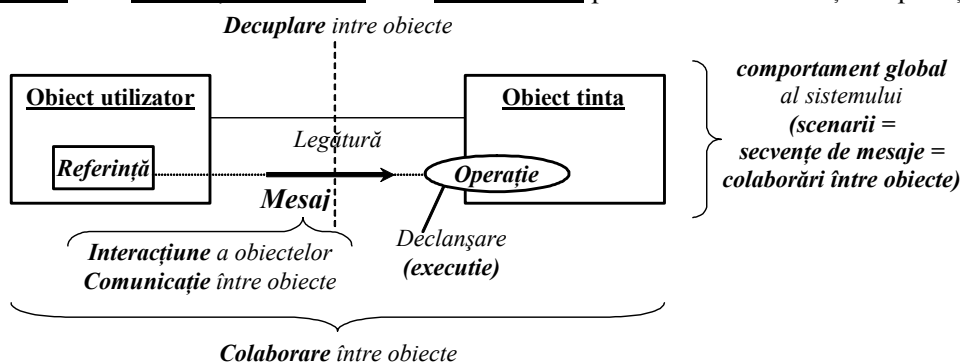 Decuplare intre obiecte
Obiect utilizator
Obiect tinta
Legătură
Referință
Mesaj
Operație
Interacțiune a obiectelor
Comunicație între obiecte
Declanşare
(executie)
comportament global
al sistemului
(scenarii =
secvențe de mesaje =
colaborări între obiecte)
Colaborare între obiecte